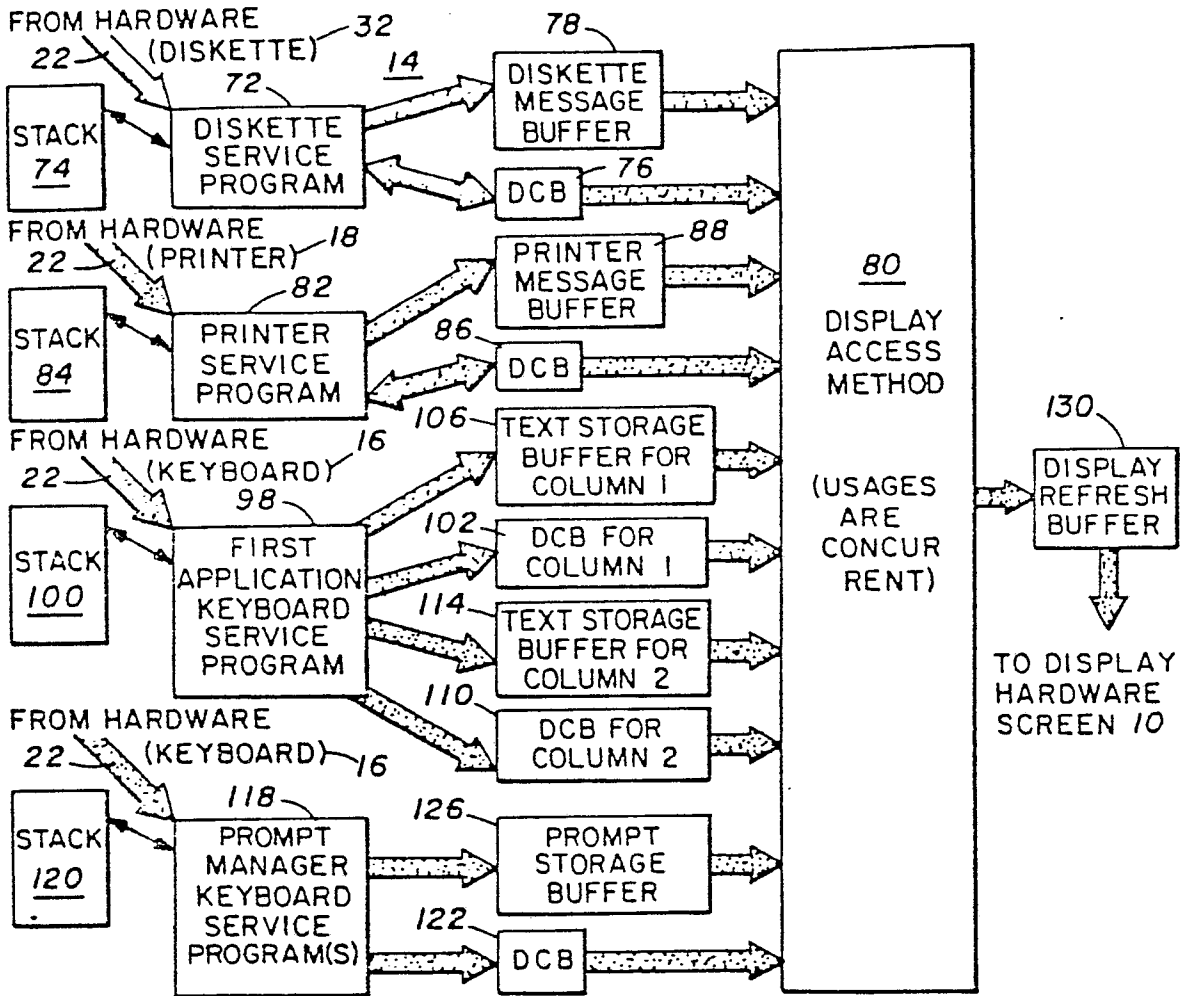 FROM HARDWARE
(DISKETTE) 32
22
14
72
78
STACK
74
DISKETTE
SERVICE
PROGRAM
DISKETTE
MESSAGE
BUFFER
76
DCB
FROM HARDWARE
(PRINTER) 18
22
82
88
STACK
84
PRINTER
SERVICE
PROGRAM
PRINTER
MESSAGE
BUFFER
86
DCB
FROM HARDWARE
(KEYBOARD) 16
22
98
STACK
100
FIRST
APPLICATION
KEYBOARD
SERVICE
PROGRAM
106
TEXT STORAGE
BUFFER FOR
COLUMN 1
102
DCB FOR
COLUMN 1
114
TEXT STORAGE
BUFFER FOR
COLUMN 2
110
DCB FOR
COLUMN 2
FROM HARDWARE
(KEYBOARD) 16
22
118
STACK
120
PROMPT
MANAGER
KEYBOARD
SERVICE
PROGRAM(S)
126
PROMPT
STORAGE
BUFFER
122
DCB
80
DISPLAY
ACCESS
METHOD
(USAGES
ARE
CONCUR
RENT)
130
DISPLAY
REFRESH
BUFFER
TO DISPLAY
HARDWARE
SCREEN 10